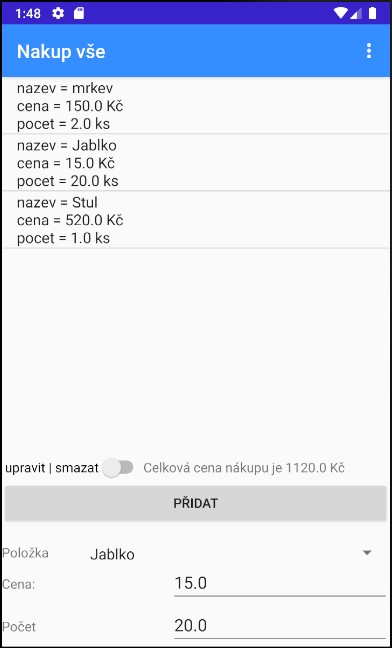 1:48
Nakup vše
nazev = mrkev
cena = 150.0 Kč
pocet = 2.0 ks
nazev = Jablko
cena = 15.0 Kč
pocet = 20.0 ks
nazev = Stul
cena = 520.0 Kč
pocet = 1.0 ks
upravit | smazat Celková cena nákupu je 1120.0 Kč
PŘIDAT
Položka Jablko
Cena: 15.0
Počet 20.0